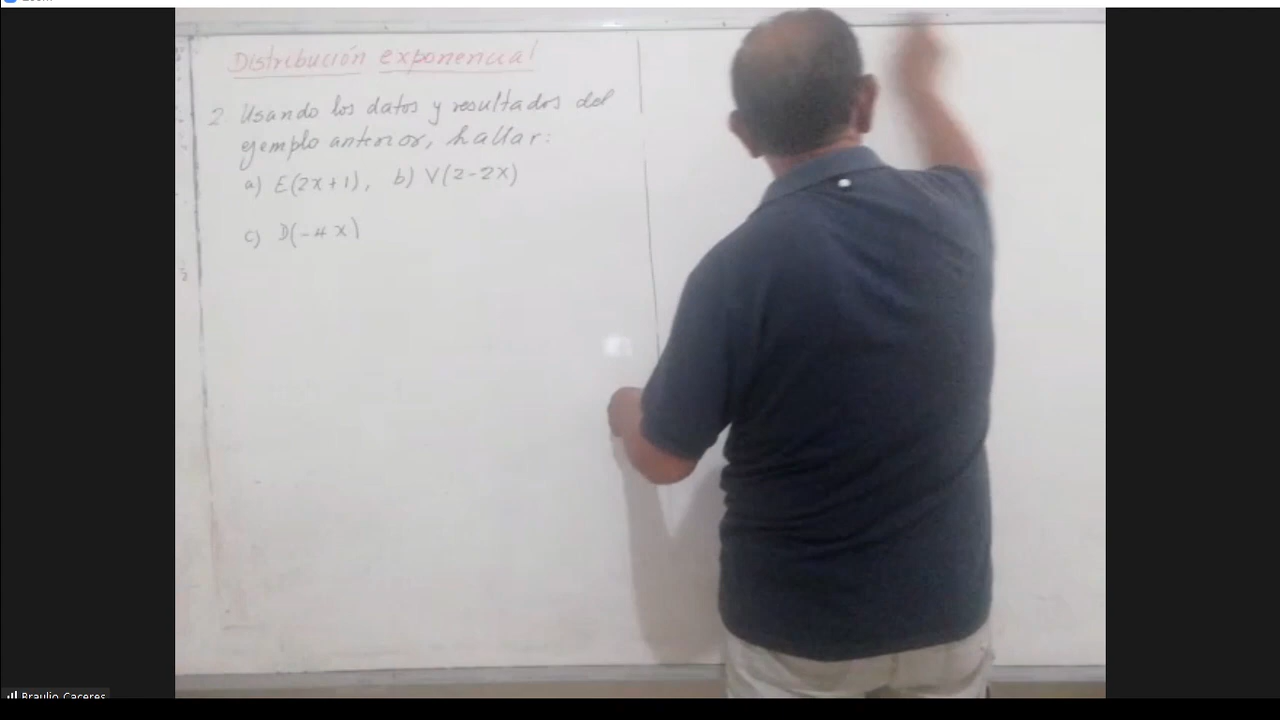 Distribución exponencial
2. Usando los datos y resultados del
ejemplo anterior, hallar:
a) E(2x+1), b) V(2-2x)
c) D(-4x)
Braulio Caceres